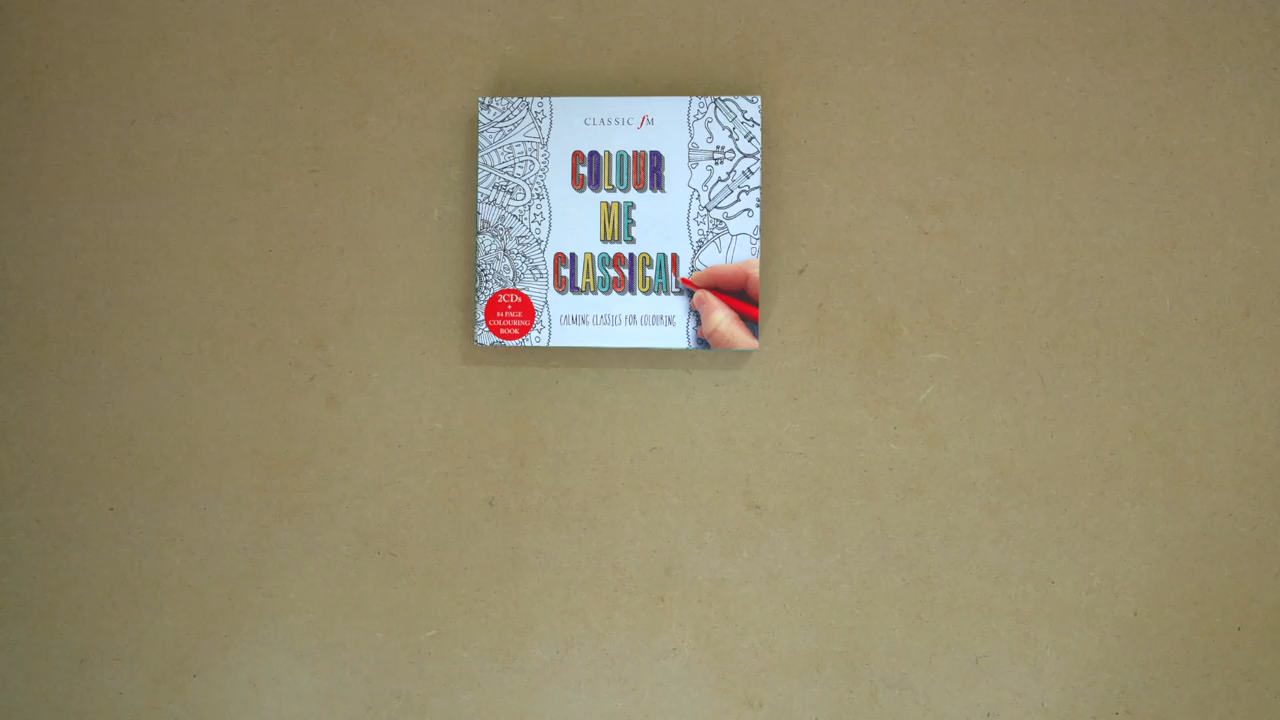 CLASSIC fM
COLOUR
ME
CLASSICAL
CALMING CLASSICS FOR COLOURING
2CDs
+
84 PAGE
COLOURING
BOOK